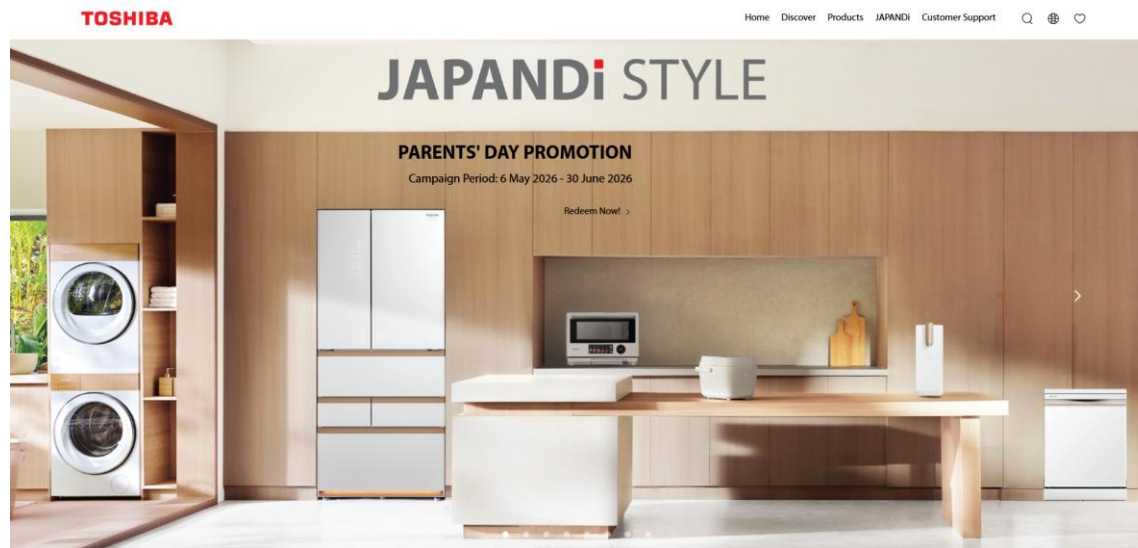 TOSHIBA
Home Discover Products JAPANDi Customer Support
JAPANDi STYLE
PARENTS' DAY PROMOTION
Campaign Period: 6 May 2026 - 30 June 2026
Redeem Now! >